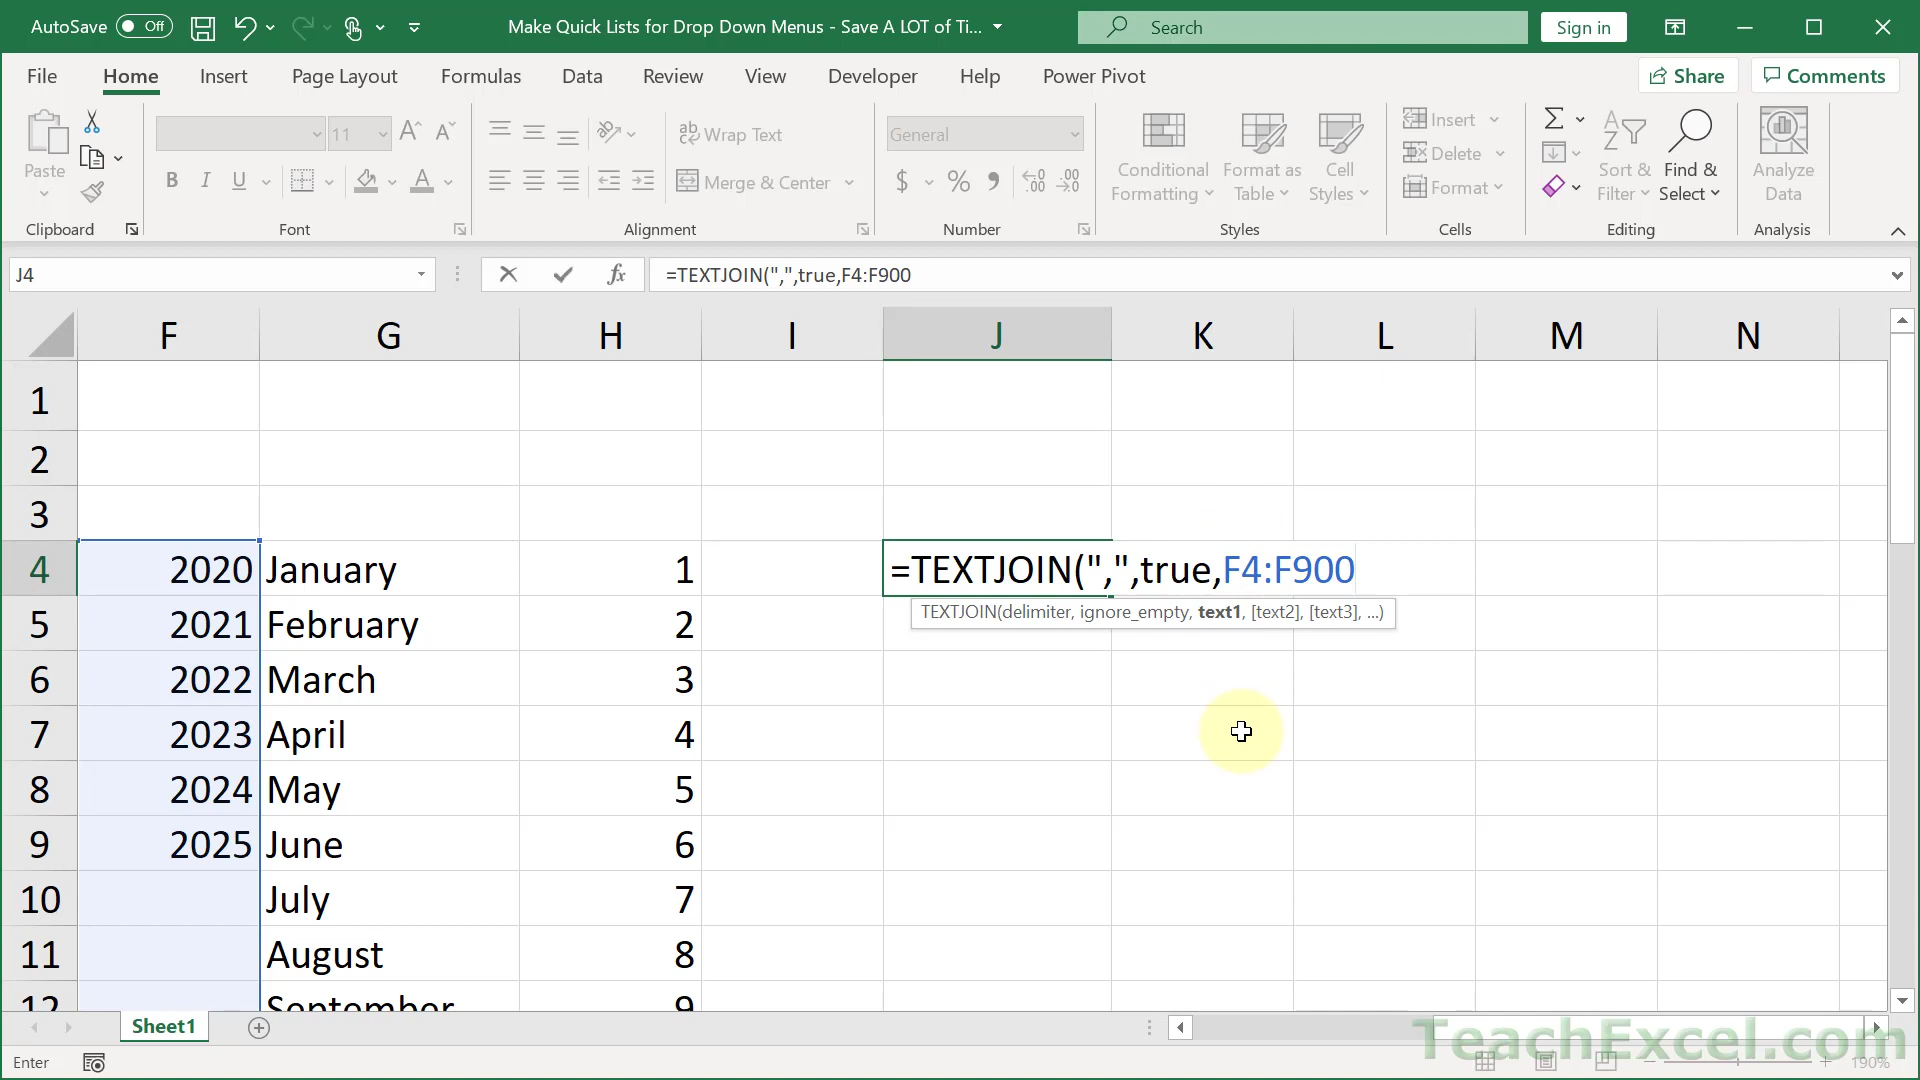 AutoSave Off Make Quick Lists for Drop Down Menus - Save A LOT of Ti... Search Sign in
File Home Insert Page Layout Formulas Data Review View Developer Help Power Pivot Share Comments
Paste
Clipboard
11
A A
B I U A
Font
ab Wrap Text
Merge & Center
Alignment
General
$ % .00 .00
Number
Conditional Formatting
Format as Table
Cell Styles
Styles
Insert
Delete
Format
Cells
Sort & Filter
Find & Select
Editing
Analyze Data
Analysis
J4 fx =TEXTJOIN(",",true,F4:F900
F G H I J K L M N
1
2
3
4 2020 January 1 =TEXTJOIN(",",true,F4:F900
TEXTJOIN(delimiter, ignore_empty, text1, [text2], [text3], ...)
5 2021 February 2
6 2022 March 3
7 2023 April 4
8 2024 May 5
9 2025 June 6
10 July 7
11 August 8
12 September 9
Sheet1
TeachExcel.com
Enter 190%